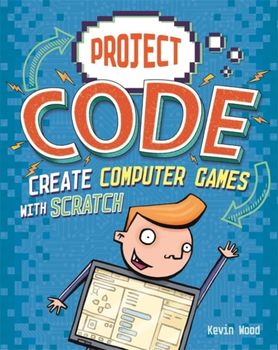 PROJECT
CODE
CREATE COMPUTER GAMES
WITH SCRATCH
Kevin Wood